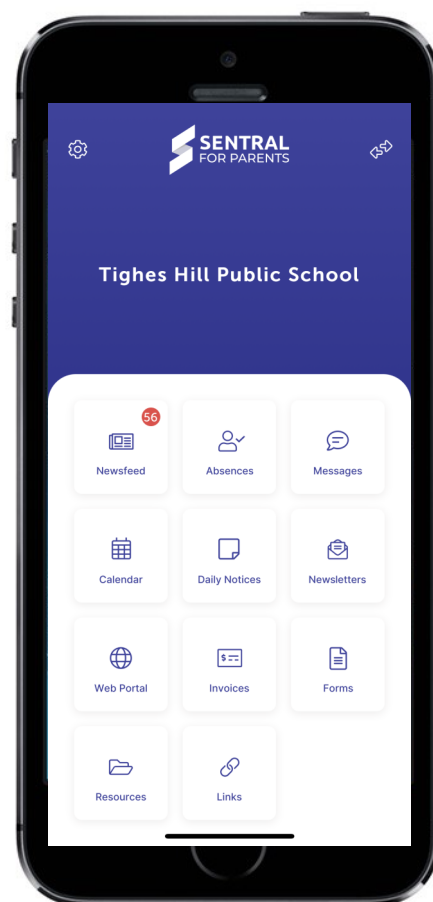 SENTRAL
FOR PARENTS
Tighes Hill Public School
56
Newsfeed
Absences
Messages
Calendar
Daily Notices
Newsletters
$
Web Portal
Invoices
Forms
Resources
Links